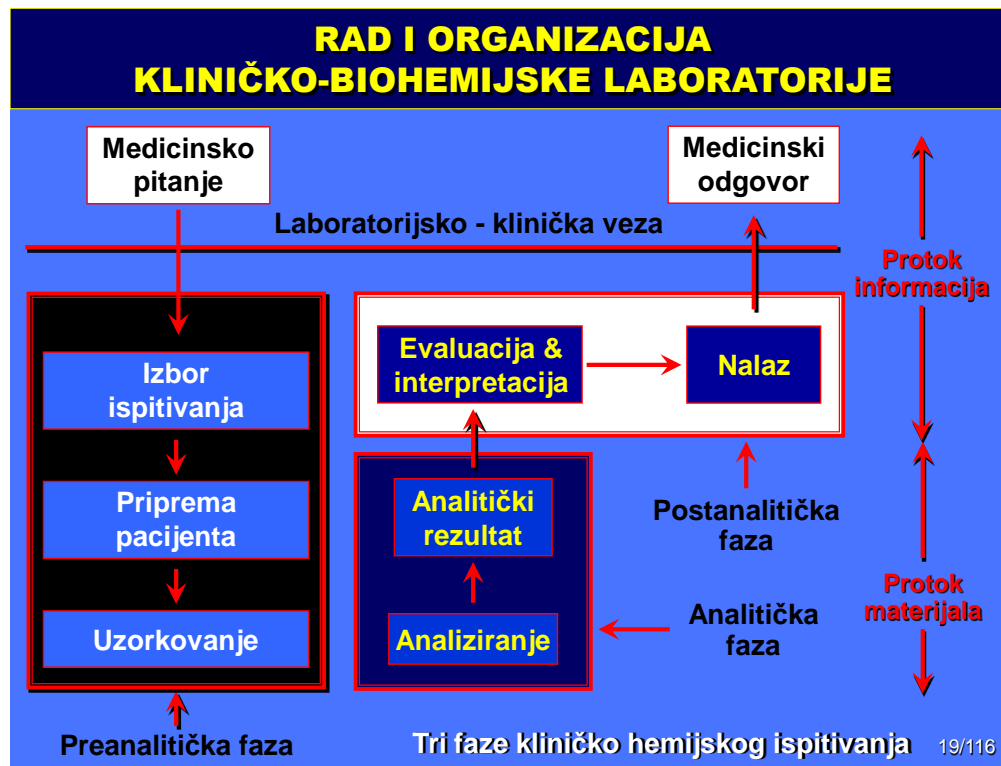 RAD I ORGANIZACIJA
KLINIČKO-BIOHEMIJSKE LABORATORIJE
Medicinsko
pitanje
Medicinski
odgovor
Laboratorijsko - klinička veza
Protok
informacija
Izbor
ispitivanja
Evaluacija &
interpretacija
Nalaz
Priprema
pacijenta
Analitički
rezultat
Postanalitička
faza
Uzorkovanje
Analiziranje
Analitička
faza
Protok
materijala
Preanalitička faza
Tri faze kliničko hemijskog ispitivanja
19/116